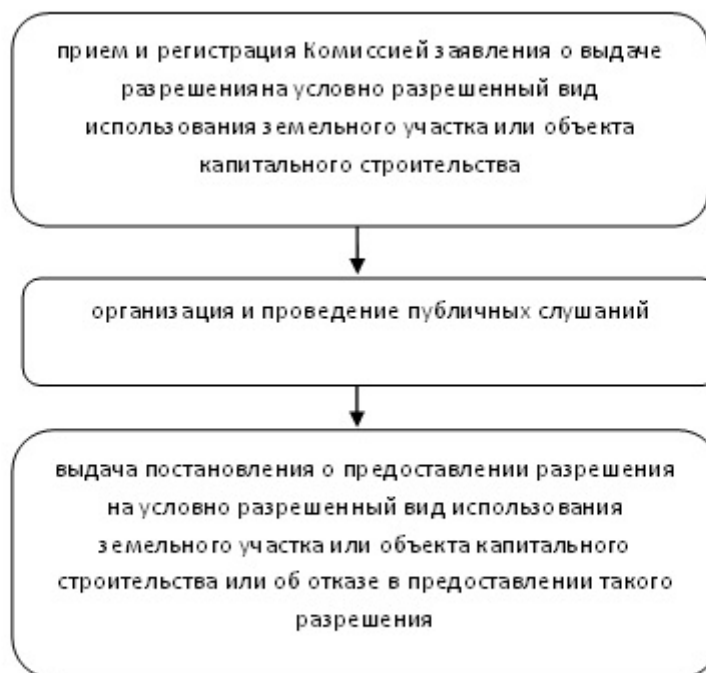 прием и регистрация Комиссией заявления о выдаче
разрешенияна условно разрешенный вид
использования земельного участка или объекта
капитального строительства
организация и проведение публичных слушаний
выдача постановления о предоставлении разрешения
на условно разрешенный вид использования
земельного участка или объекта капитального
строительства или об отказе в предоставлении такого
разрешения